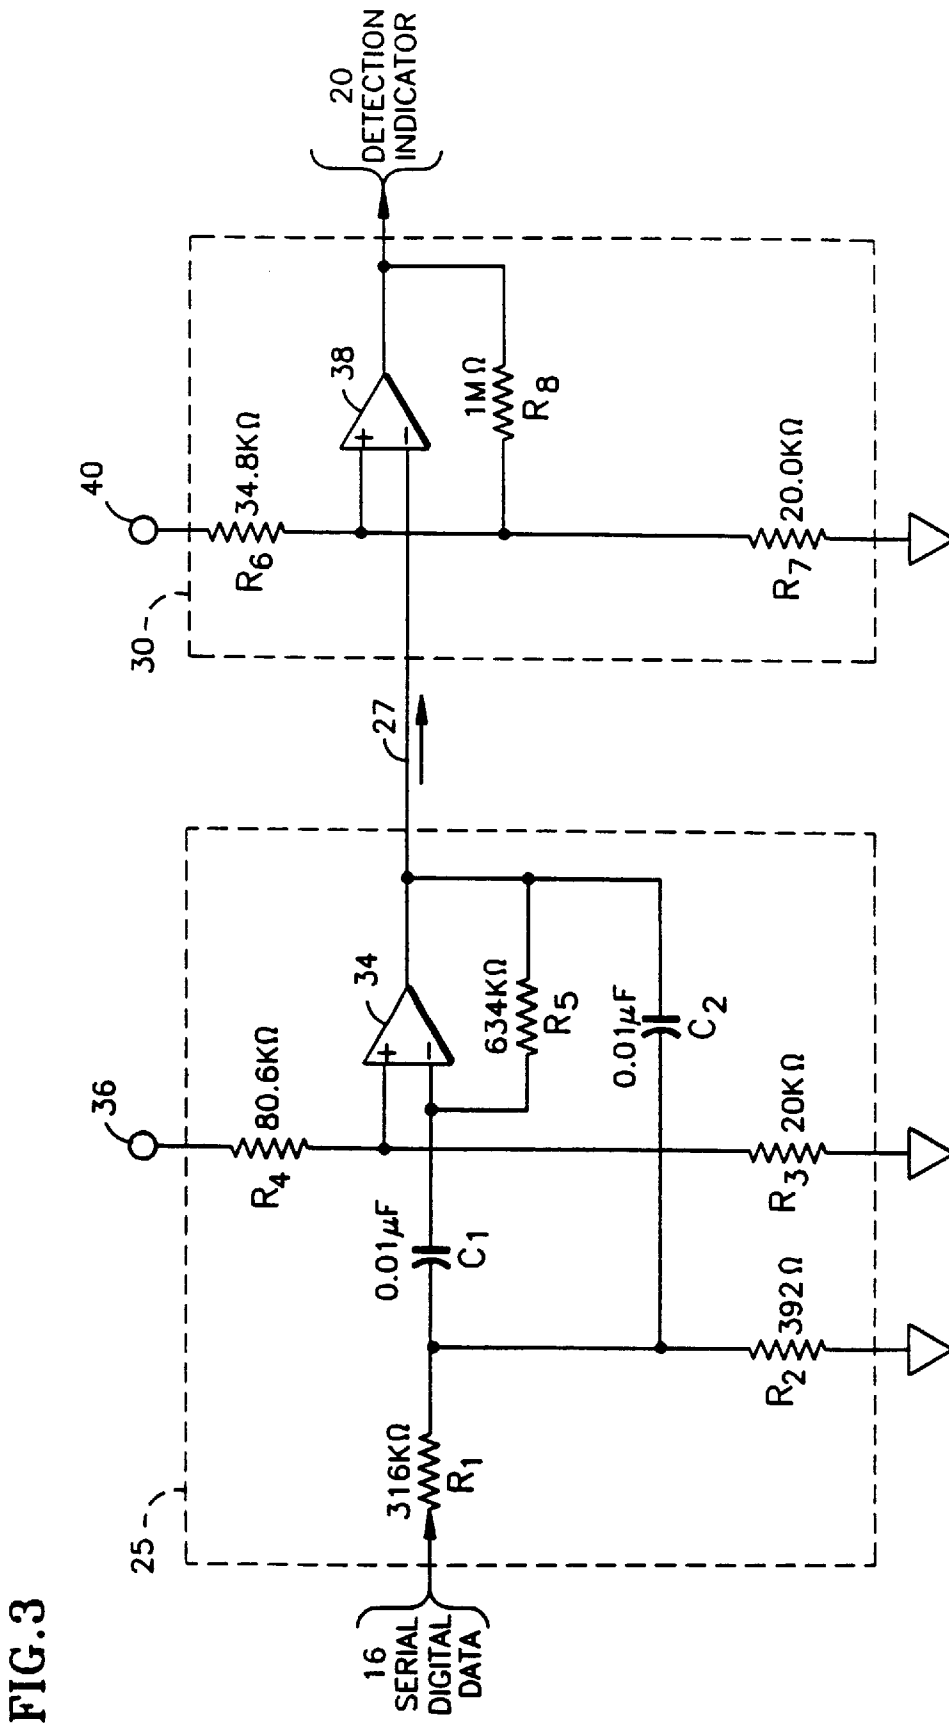 FIG.3
16
SERIAL
DIGITAL
DATA
25
316KΩ
R1
0.01μF
C1
392Ω
R2
36
80.6KΩ
R4
20KΩ
R3
34
+
−
634KΩ
R5
0.01μF
C2
27
30
40
34.8KΩ
R6
38
+
−
1MΩ
R8
20.0KΩ
R7
20
DETECTION
INDICATOR